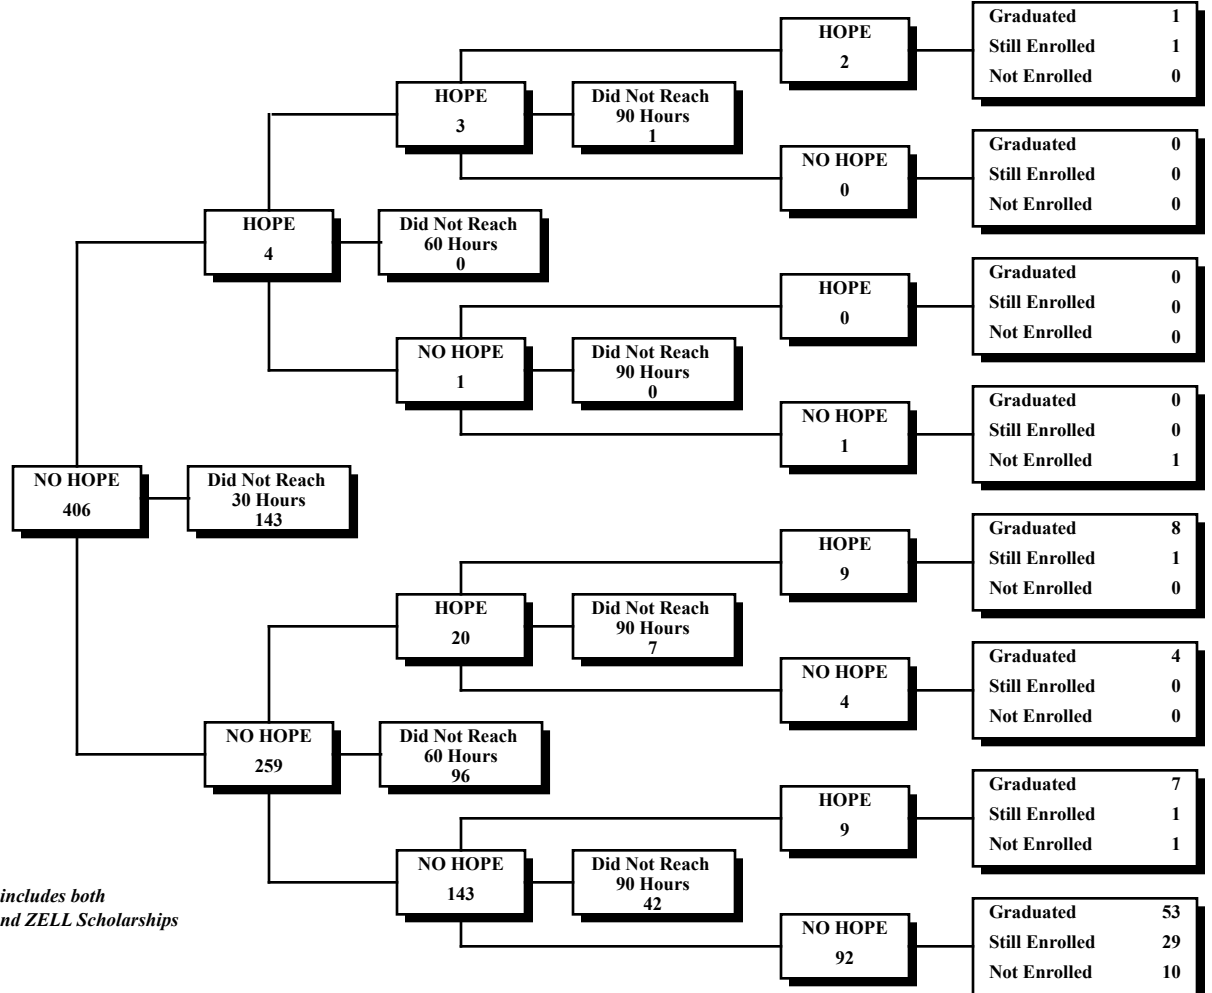 HOPE
2
Graduated 1
Still Enrolled 1
Not Enrolled 0
HOPE
3
Did Not Reach
90 Hours
1
NO HOPE
0
Graduated 0
Still Enrolled 0
Not Enrolled 0
HOPE
4
Did Not Reach
60 Hours
0
HOPE
0
Graduated 0
Still Enrolled 0
Not Enrolled 0
NO HOPE
1
Did Not Reach
90 Hours
0
NO HOPE
1
Graduated 0
Still Enrolled 0
Not Enrolled 1
NO HOPE
406
Did Not Reach
30 Hours
143
HOPE
9
Graduated 8
Still Enrolled 1
Not Enrolled 0
HOPE
20
Did Not Reach
90 Hours
7
NO HOPE
4
Graduated 4
Still Enrolled 0
Not Enrolled 0
NO HOPE
259
Did Not Reach
60 Hours
96
HOPE
9
Graduated 7
Still Enrolled 1
Not Enrolled 1
NO HOPE
143
Did Not Reach
90 Hours
42
NO HOPE
92
Graduated 53
Still Enrolled 29
Not Enrolled 10
includes both
nd ZELL Scholarships